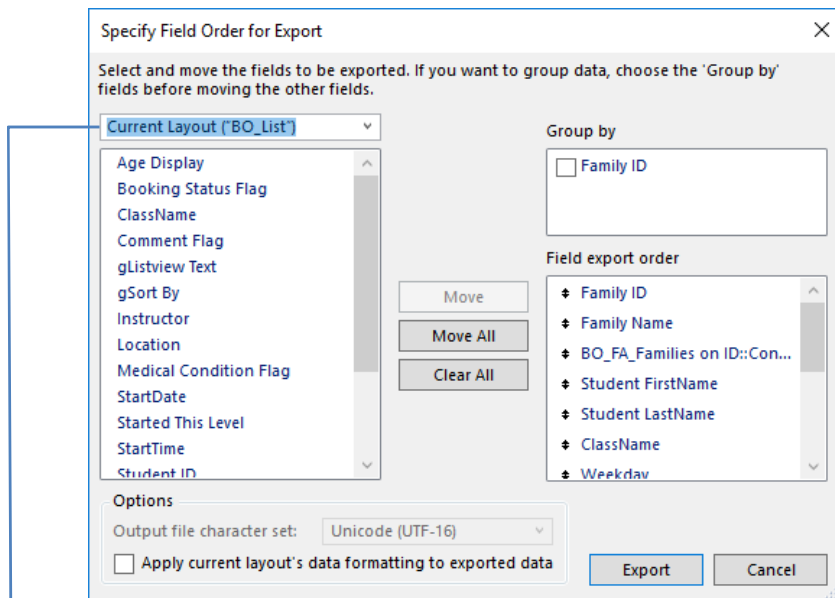 Specify Field Order for Export
Select and move the fields to be exported. If you want to group data, choose the 'Group by'
fields before moving the other fields.
Current Layout ("BO_List")
Age Display
Booking Status Flag
ClassName
Comment Flag
gListview Text
gSort By
Instructor
Location
Medical Condition Flag
StartDate
Started This Level
StartTime
Student ID
Move
Move All
Clear All
Group by
Family ID
Field export order
Family ID
Family Name
BO_FA_Families on ID::Con...
Student FirstName
Student LastName
ClassName
Weekday
Options
Output file character set: Unicode (UTF-16)
Apply current layout's data formatting to exported data
Export
Cancel